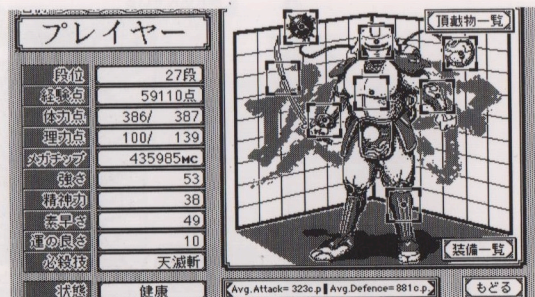 プレイヤー
頂戴物一覧
段位 27段
経験点 59110点
体力点 386/ 387
理力点 100/ 139
メガチップ 435985MC
強さ 53
精神力 38
素早さ 49
運の良さ 10
必殺技 天滅斬
状態 健康
装備一覧
Avg.Attack= 323c.p Avg.Defence= 881c.p
もどる